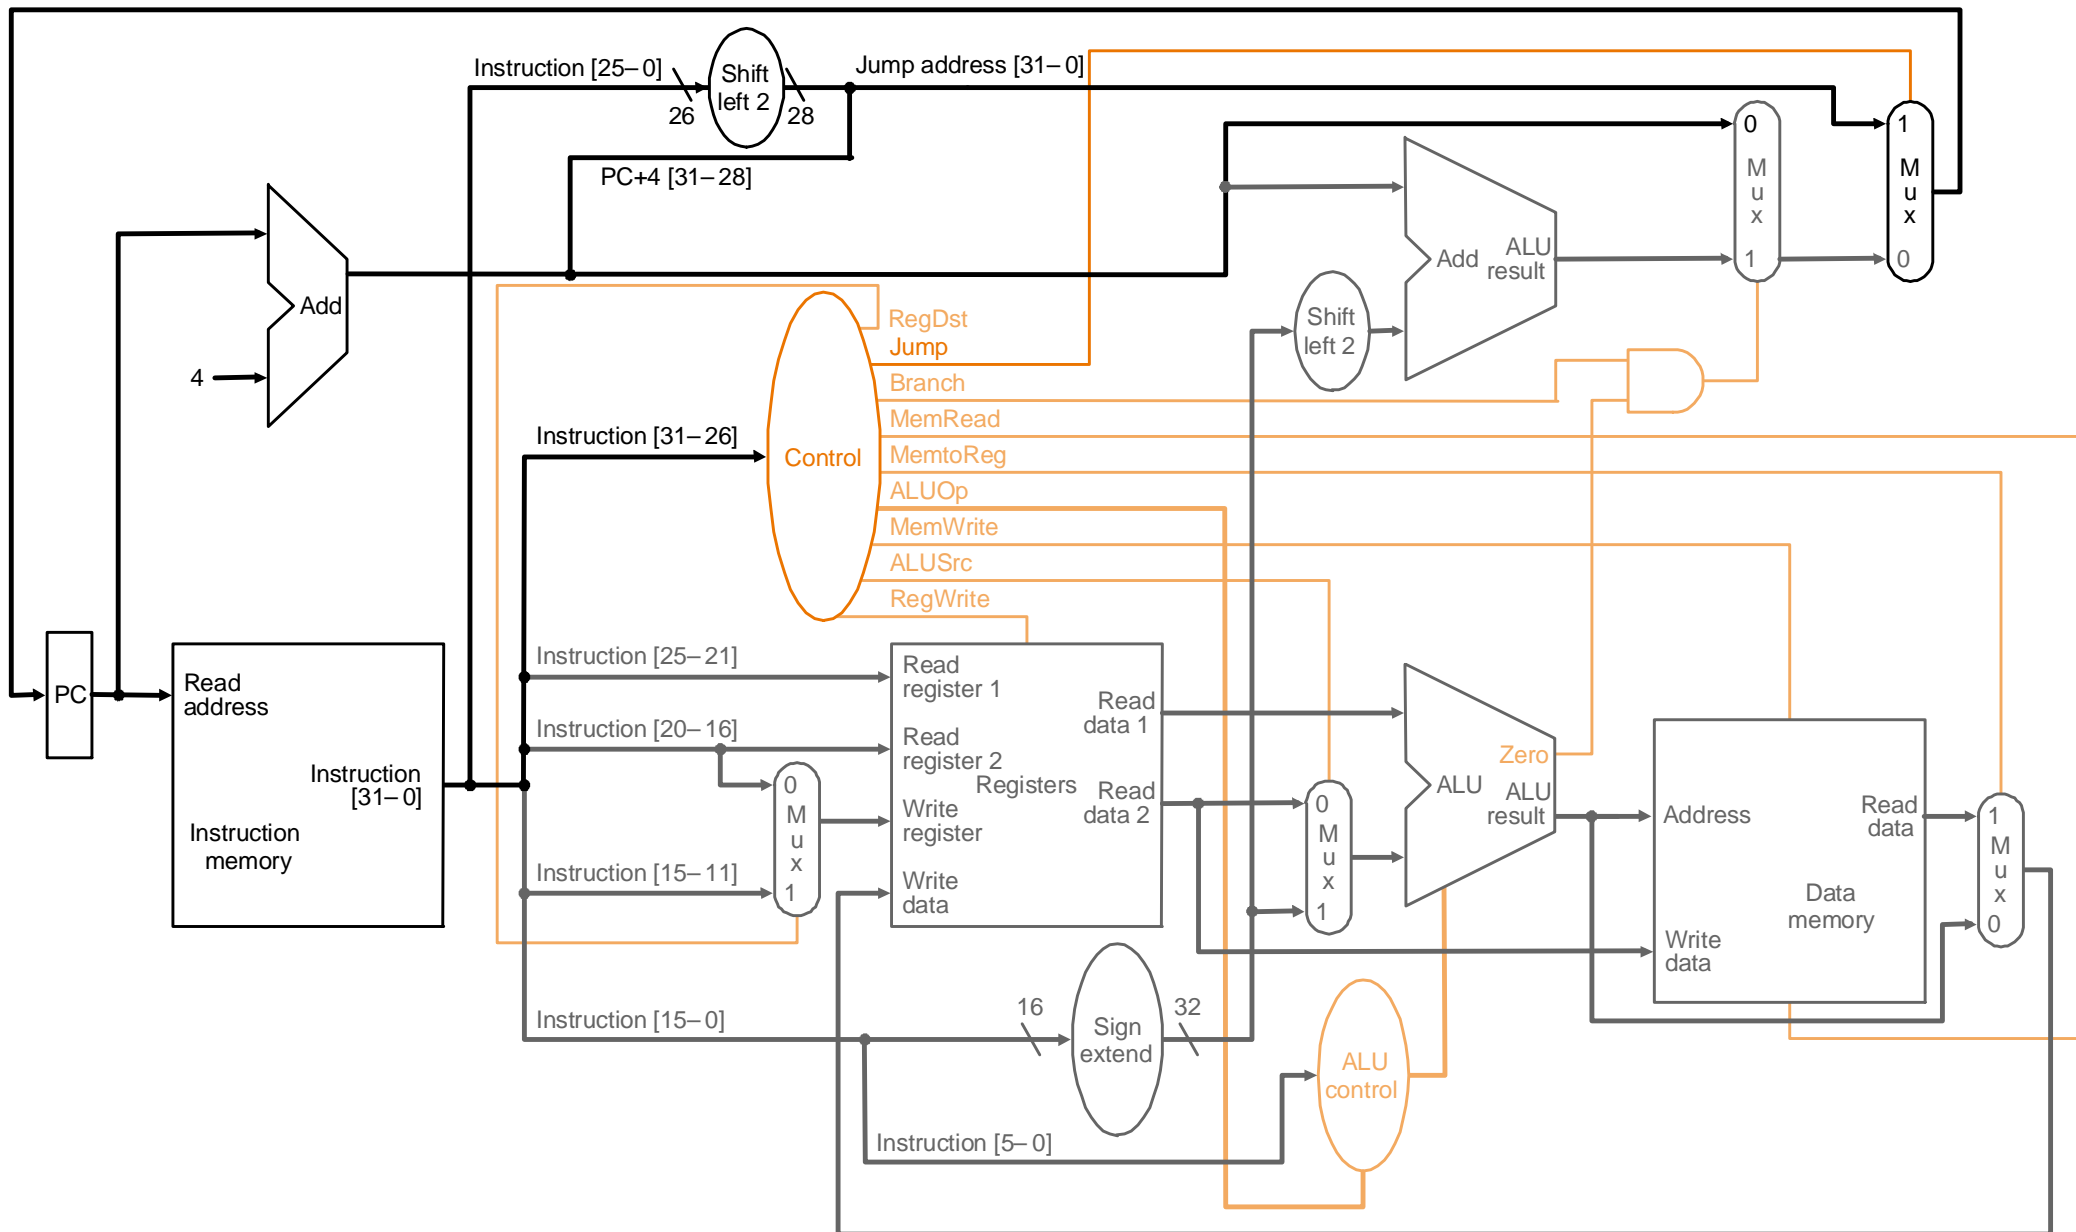 Instruction [25–0]
26
Shift
left 2
28
Jump address [31–0]
PC+4 [31–28]
Add
4
0
M
u
x
1
1
M
u
x
0
Add
ALU
result
Shift
left 2
RegDst
Jump
Branch
MemRead
MemtoReg
ALUOp
MemWrite
ALUSrc
RegWrite
Control
Instruction [31–26]
PC
Read
address
Instruction
[31–0]
Instruction
memory
Instruction [25–21]
Instruction [20–16]
Instruction [15–11]
Instruction [15–0]
Instruction [5–0]
0
M
u
x
1
Read
register 1
Read
register 2
Write
register
Write
data
Registers
Read
data 1
Read
data 2
0
M
u
x
1
Zero
ALU
ALU
result
Address
Write
data
Read
data
Data
memory
1
M
u
x
0
16
Sign
extend
32
ALU
control